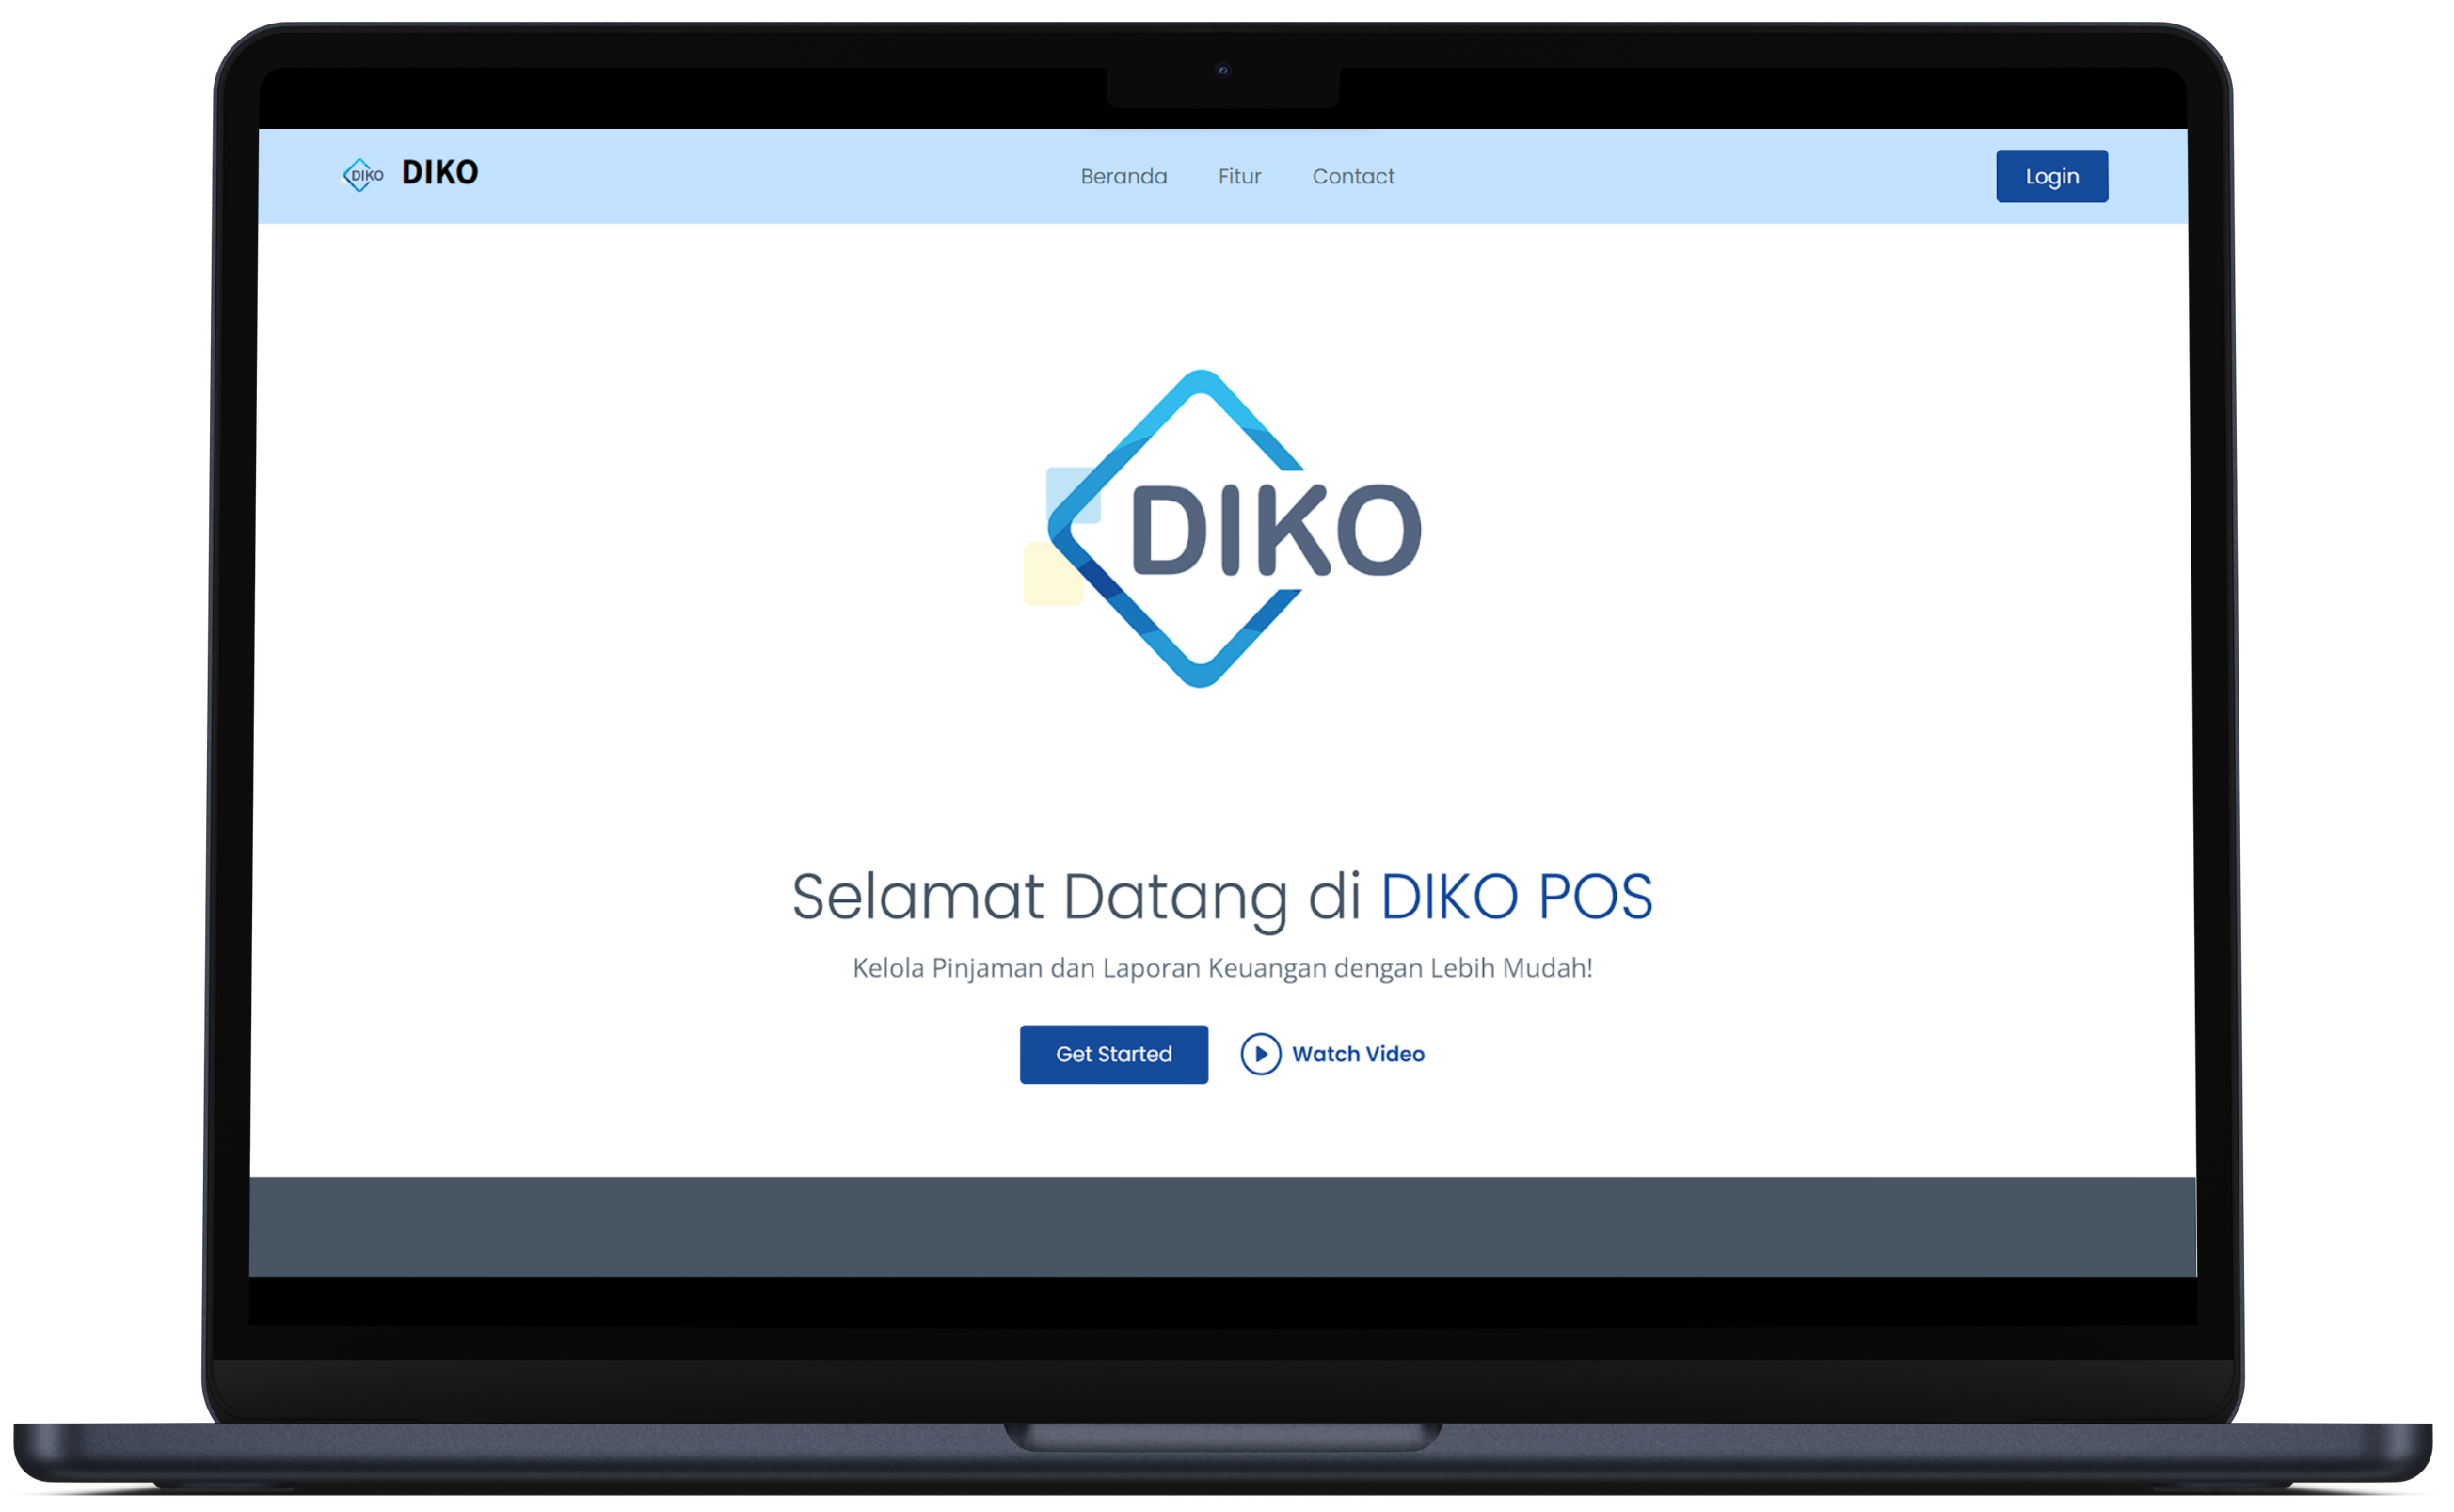 DIKO DIKO
Beranda Fitur Contact
Login
DIKO
Selamat Datang di DIKO POS
Kelola Pinjaman dan Laporan Keuangan dengan Lebih Mudah!
Get Started Watch Video